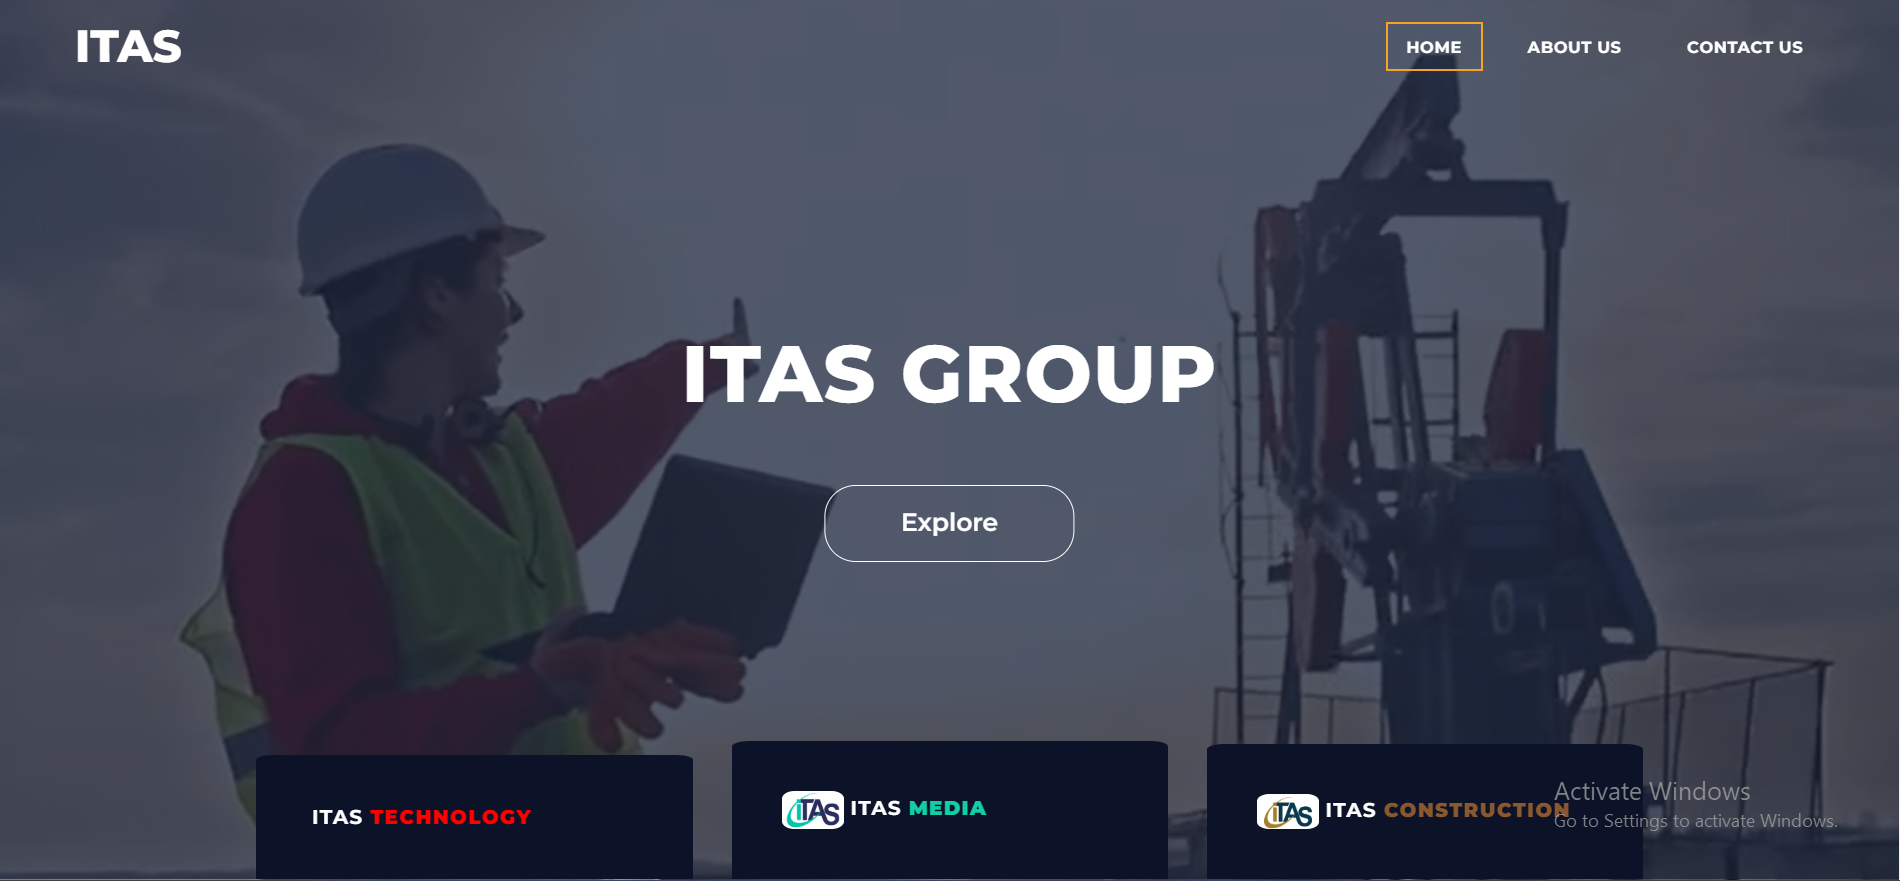 ITAS
HOME
ABOUT US
CONTACT US
ITAS GROUP
Explore
ITAS TECHNOLOGY
iTAS ITAS MEDIA
iTAS ITAS CONSTRUCTION
Activate Windows
Go to Settings to activate Windows.